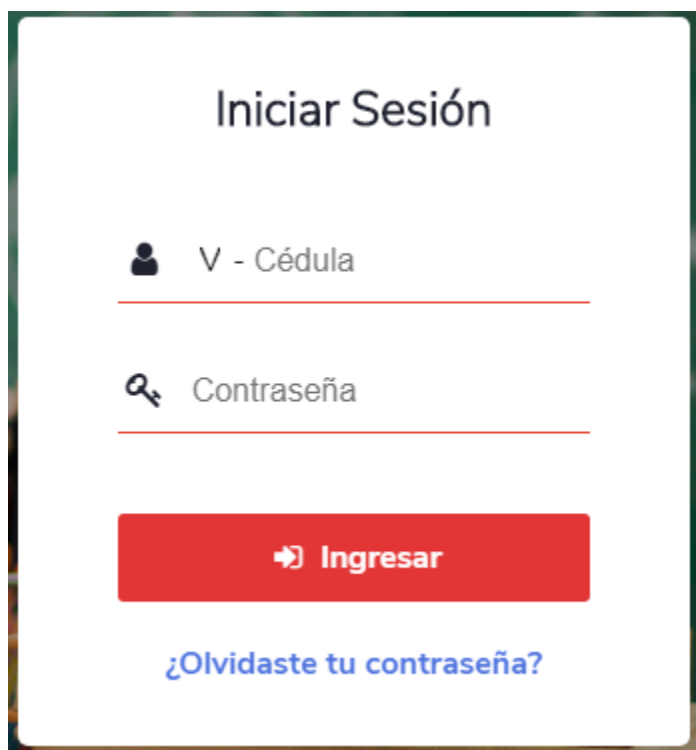 Iniciar Sesión
V - Cédula
Contraseña
Ingresar
¿Olvidaste tu contraseña?